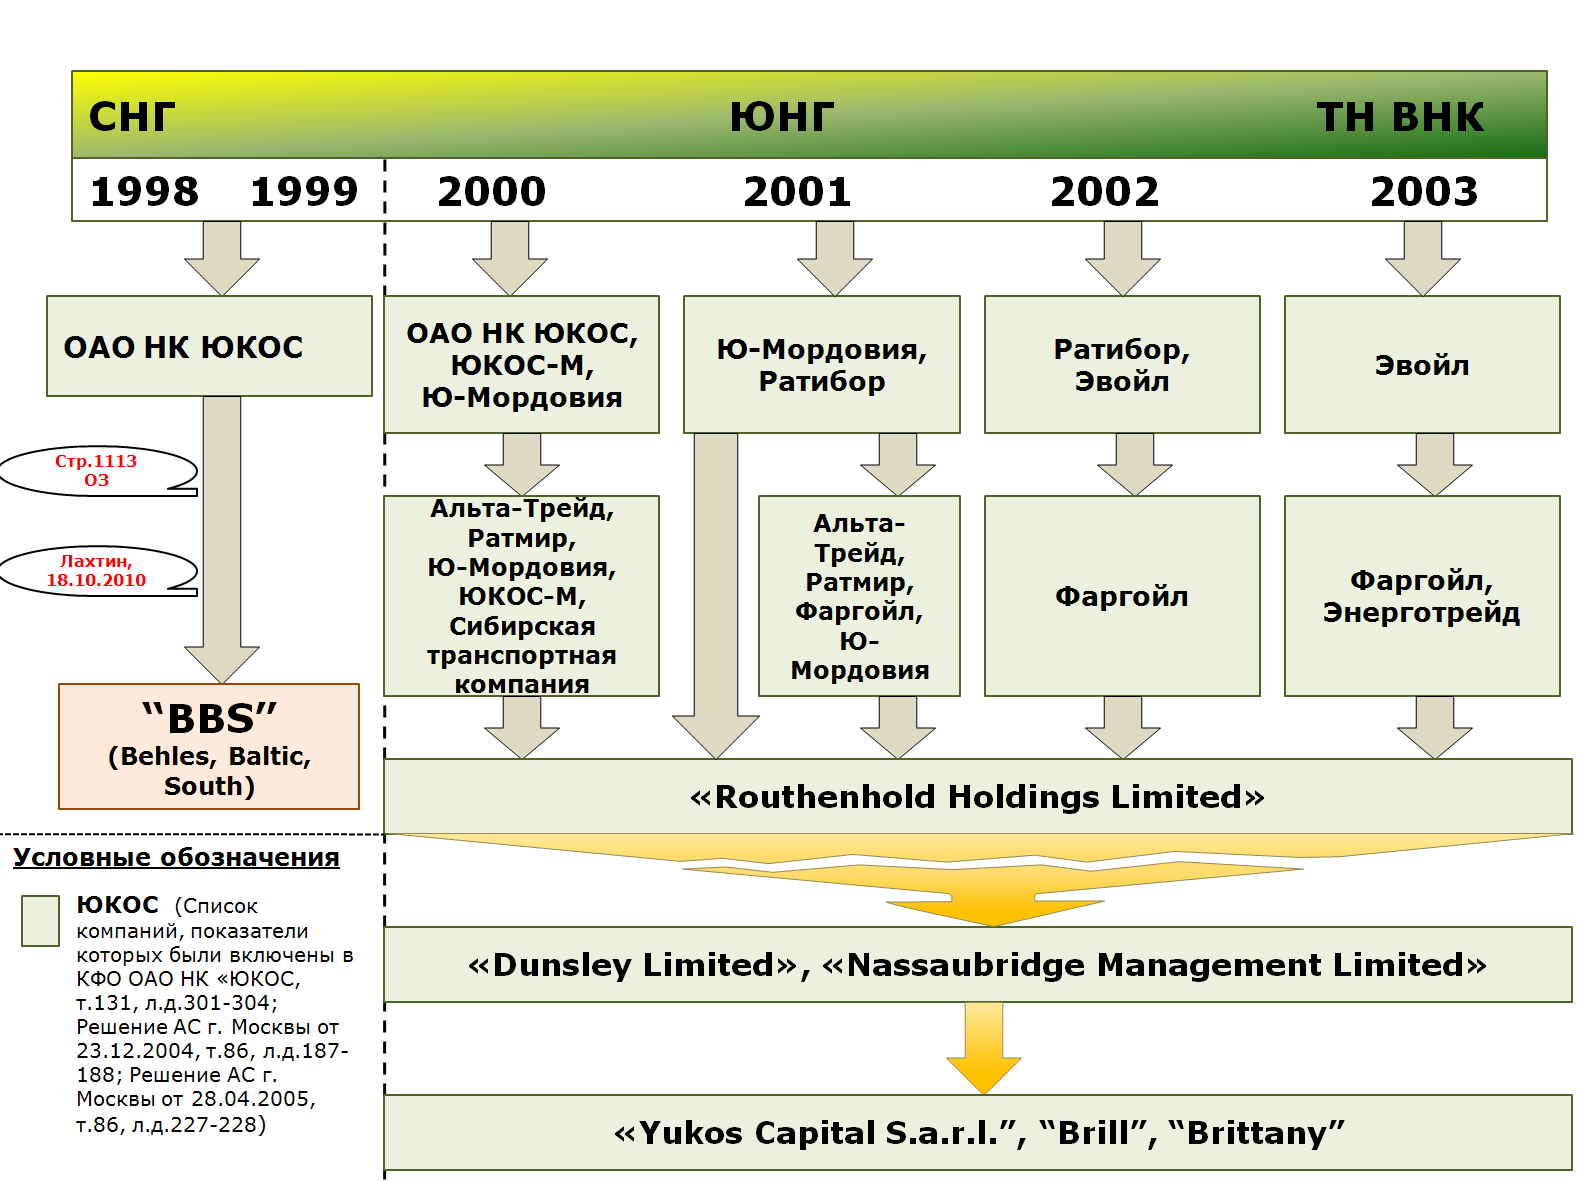 СНГ ЮНГ ТН ВНК
1998 1999 2000 2001 2002 2003
ОАО НК ЮКОС
ОАО НК ЮКОС,
ЮКОС-М,
Ю-Мордовия
Ю-Мордовия,
Ратибор
Ратибор,
Эвойл
Эвойл
Стр.1113
ОЗ
Лахтин,
18.10.2010
Альта-Трейд,
Ратмир,
Ю-Мордовия,
ЮКОС-М,
Сибирская
транспортная
компания
Альта-
Трейд,
Ратмир,
Фаргойл,
Ю-
Мордовия
Фаргойл
Фаргойл,
Энерготрейд
“BBS”
(Behles, Baltic,
South)
«Routhenhold Holdings Limited»
«Dunsley Limited», «Nassaubridge Management Limited»
«Yukos Capital S.a.r.l.”, “Brill”, “Brittany”
Условные обозначения
ЮКОС (Список
компаний, показатели
которых были включены в
КФО ОАО НК «ЮКОС,
т.131, л.д.301-304;
Решение АС г. Москвы от
23.12.2004, т.86, л.д.187-
188; Решение АС г.
Москвы от 28.04.2005,
т.86, л.д.227-228)